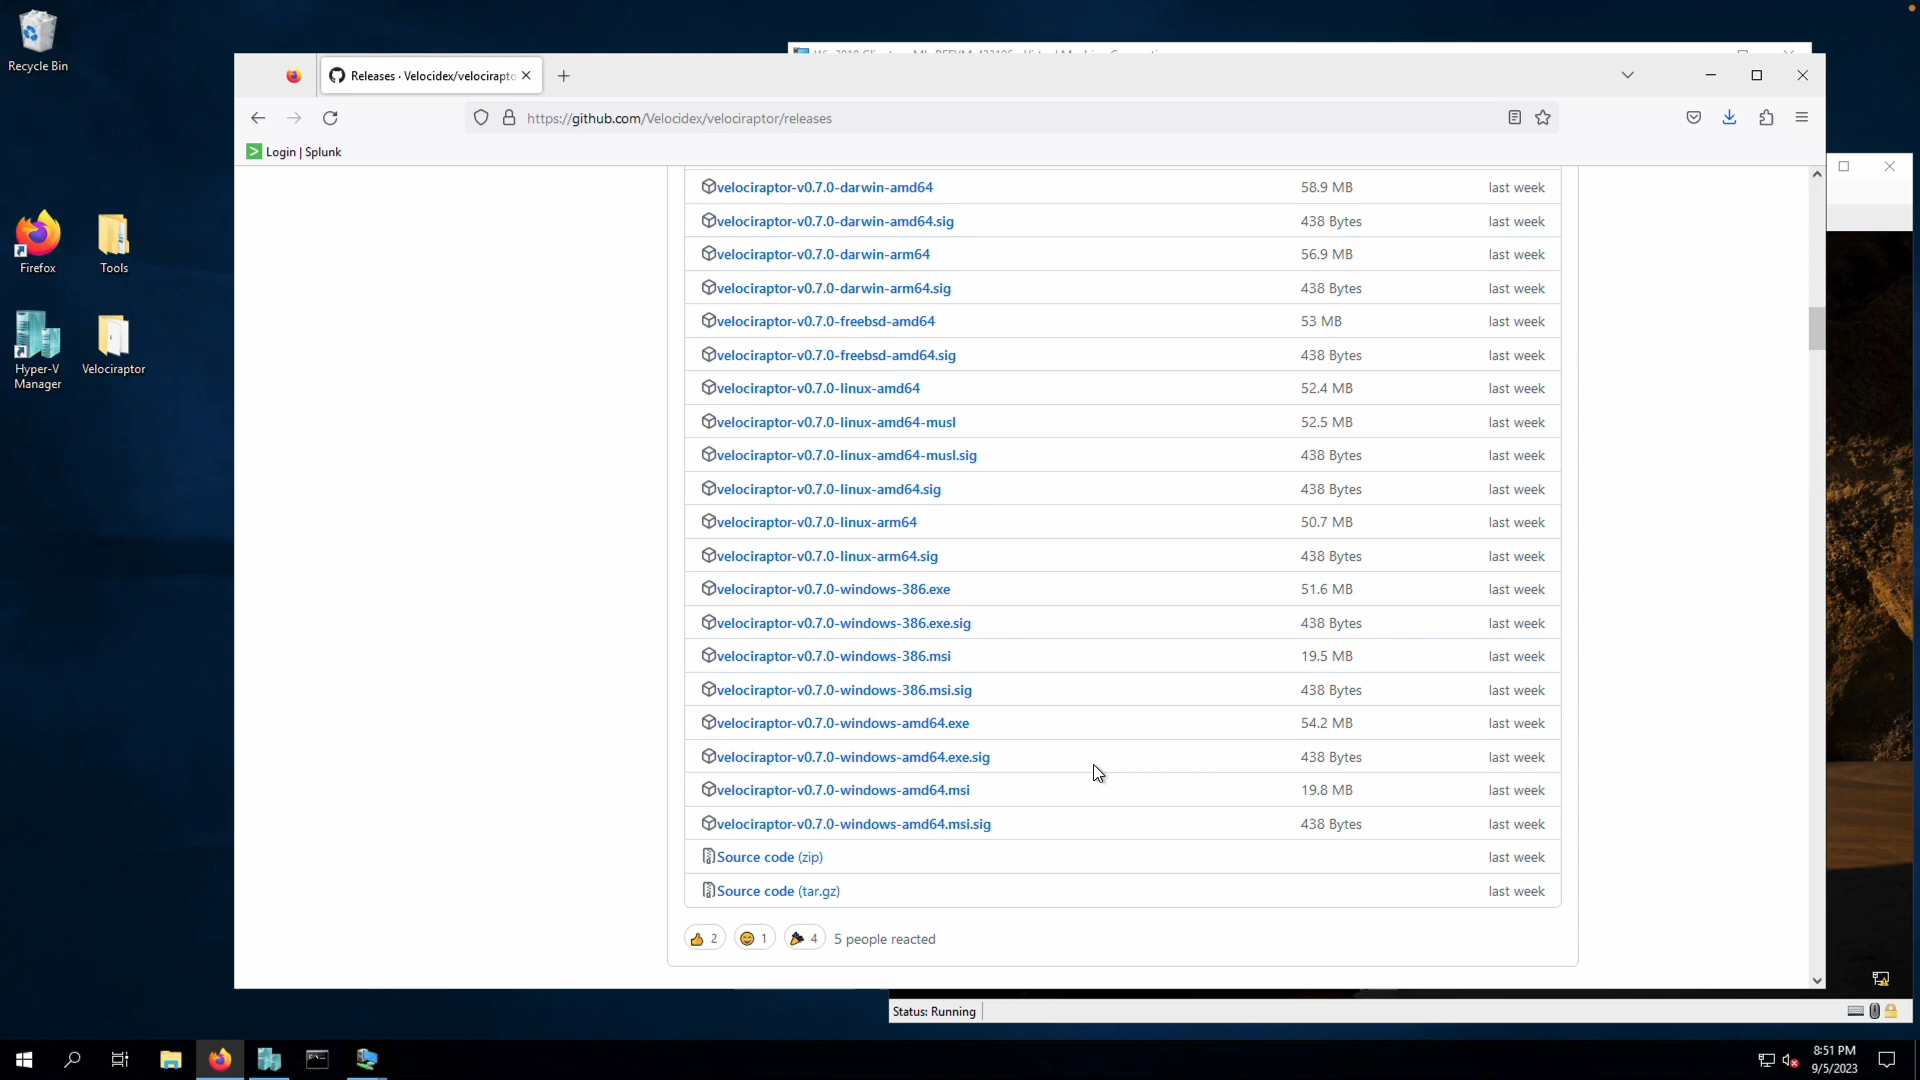 Recycle Bin
Firefox
Tools
Hyper-V
Manager
Velociraptor
Releases · Velocidex/velocirapto
https://github.com/Velocidex/velociraptor/releases
Login | Splunk
velociraptor-v0.7.0-darwin-amd64 58.9 MB last week
velociraptor-v0.7.0-darwin-amd64.sig 438 Bytes last week
velociraptor-v0.7.0-darwin-arm64 56.9 MB last week
velociraptor-v0.7.0-darwin-arm64.sig 438 Bytes last week
velociraptor-v0.7.0-freebsd-amd64 53 MB last week
velociraptor-v0.7.0-freebsd-amd64.sig 438 Bytes last week
velociraptor-v0.7.0-linux-amd64 52.4 MB last week
velociraptor-v0.7.0-linux-amd64-musl 52.5 MB last week
velociraptor-v0.7.0-linux-amd64-musl.sig 438 Bytes last week
velociraptor-v0.7.0-linux-amd64.sig 438 Bytes last week
velociraptor-v0.7.0-linux-arm64 50.7 MB last week
velociraptor-v0.7.0-linux-arm64.sig 438 Bytes last week
velociraptor-v0.7.0-windows-386.exe 51.6 MB last week
velociraptor-v0.7.0-windows-386.exe.sig 438 Bytes last week
velociraptor-v0.7.0-windows-386.msi 19.5 MB last week
velociraptor-v0.7.0-windows-386.msi.sig 438 Bytes last week
velociraptor-v0.7.0-windows-amd64.exe 54.2 MB last week
velociraptor-v0.7.0-windows-amd64.exe.sig 438 Bytes last week
velociraptor-v0.7.0-windows-amd64.msi 19.8 MB last week
velociraptor-v0.7.0-windows-amd64.msi.sig 438 Bytes last week
Source code (zip) last week
Source code (tar.gz) last week
2 1 4 5 people reacted
Status: Running
8:51 PM
9/5/2023